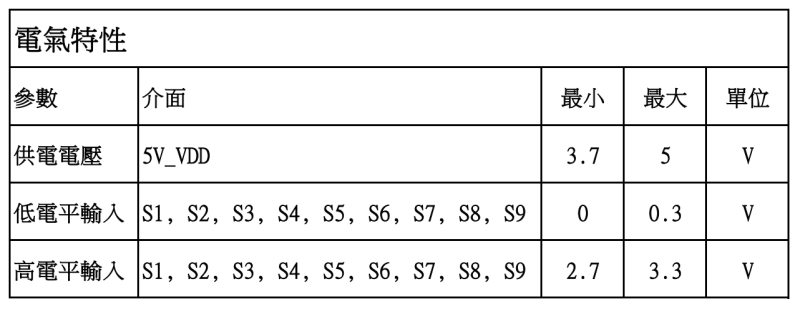 電氣特性
參數 介面 最小 最大 單位
供電電壓 5V_VDD 3.7 5 V
低電平輸入 S1, S2, S3, S4, S5, S6, S7, S8, S9 0 0.3 V
高電平輸入 S1, S2, S3, S4, S5, S6, S7, S8, S9 2.7 3.3 V